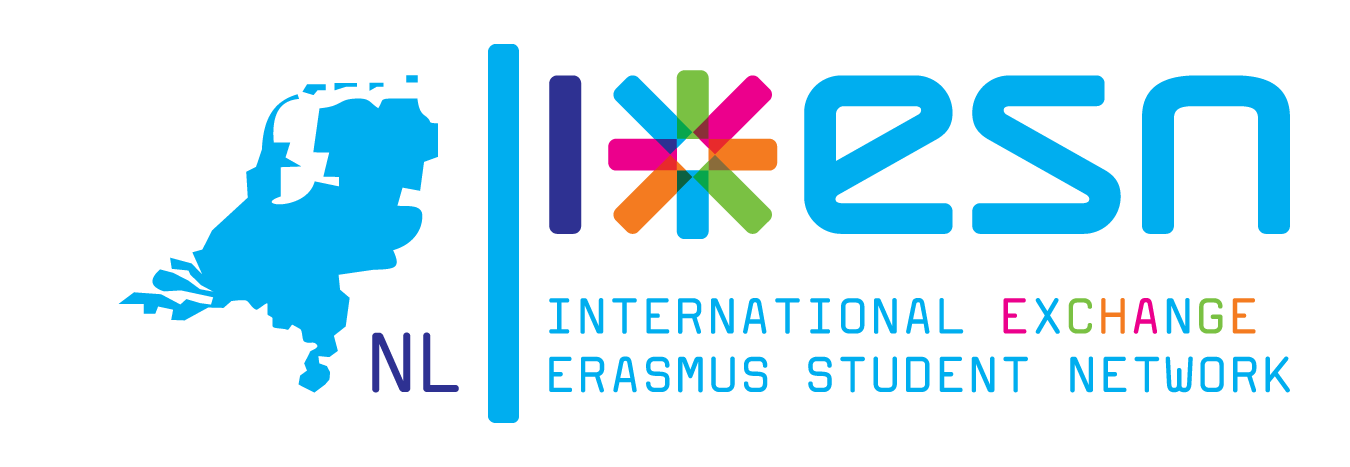 NL
I*esn
INTERNATIONAL EXCHANGE
ERASMUS STUDENT NETWORK